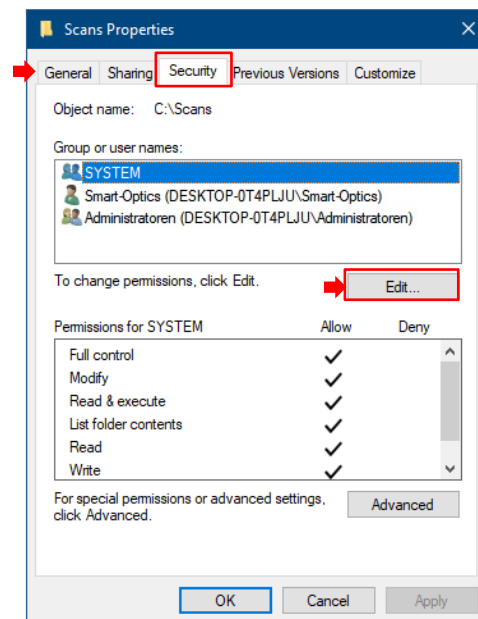 Scans Properties
General Sharing Security Previous Versions Customize
Object name: C:\Scans
Group or user names:
SYSTEM
Smart-Optics (DESKTOP-0T4PLJU\Smart-Optics)
Administratoren (DESKTOP-0T4PLJU\Administratoren)
To change permissions, click Edit.
Edit...
Permissions for SYSTEM Allow Deny
Full control
Modify
Read & execute
List folder contents
Read
Write
For special permissions or advanced settings,
click Advanced.
Advanced
OK Cancel Apply